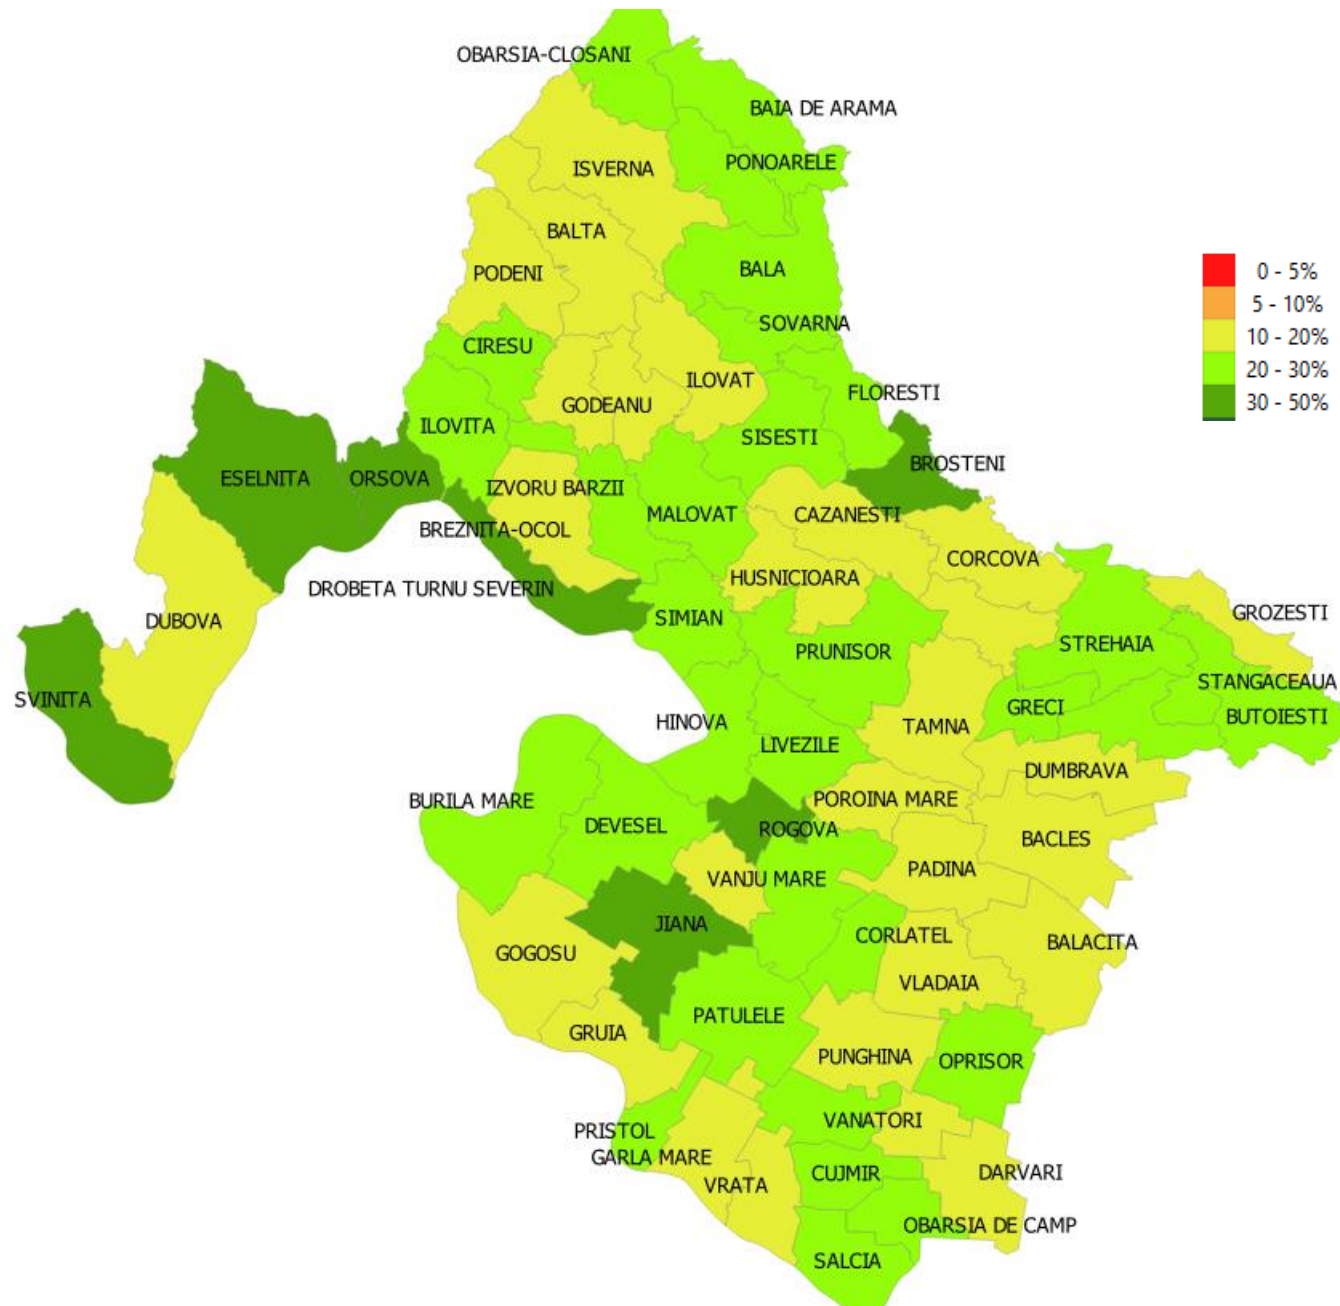 OBARSIA-CLOSANI
BAIA DE ARAMA
PONOARELE
ISVERNA
BALTA
PODENI
BALA
0 - 5%
5 - 10%
10 - 20%
20 - 30%
30 - 50%
SOVARNA
CIRESU
ILOVAT
FLORESTI
GODEANU
ILOVITA
SISESTI
BROSTENI
ESELNITA
ORSOVA
IZVORU BARZII
MALOVAT
CAZANESTI
BREZNITA-OCOL
CORCOVA
HUSNICIOARA
DROBETA TURNU SEVERIN
GROZESTI
DUBOVA
SIMIAN
STREHAIA
PRUNISOR
STANGACEAUA
SVINITA
GRECI
BUTOIESTI
HINOVA
TAMNA
LIVEZILE
DUMBRAVA
BURILA MARE
POROINA MARE
DEVESEL
ROGOVA
BACLES
PADINA
VANJU MARE
JIANA
CORLATEL
BALACITA
GOGOSU
VLADAIA
PATULELE
GRUIA
PUNGHINA
OPRISOR
VANATORI
PRISTOL
GARLA MARE
CUJMIR
DARVARI
VRATA
OBARSIA DE CAMP
SALCIA